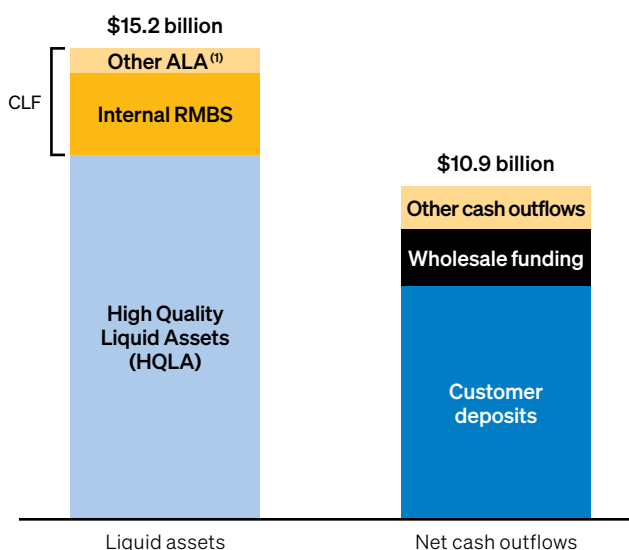 $15.2 billion
Other ALA (1)
CLF
Internal RMBS
High Quality
Liquid Assets
(HQLA)
Liquid assets
$10.9 billion
Other cash outflows
Wholesale funding
Customer
deposits
Net cash outflows